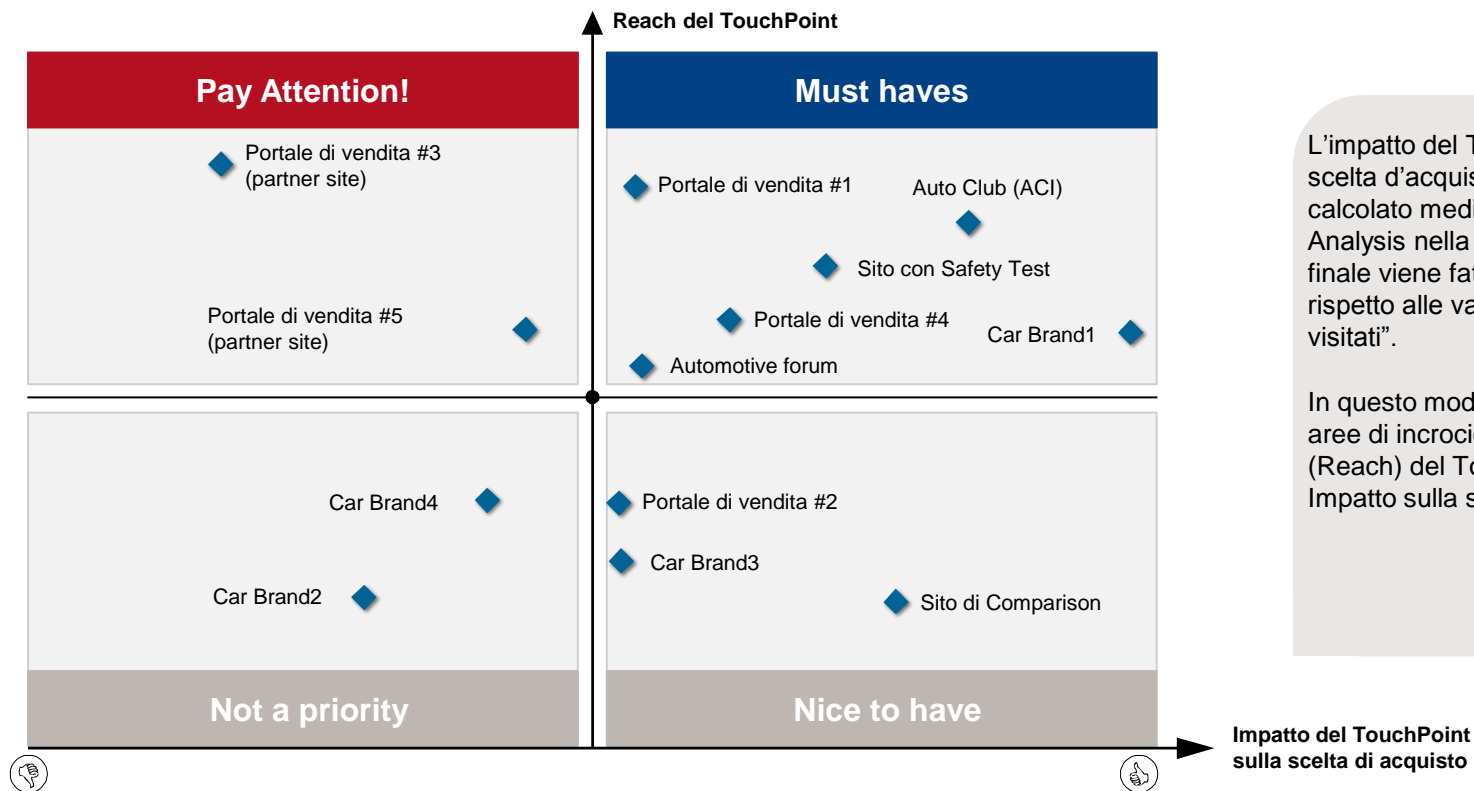 Reach del TouchPoint
Pay Attention!
Must haves
Portale di vendita #3
(partner site)
Portale di vendita #1
Auto Club (ACI)
Sito con Safety Test
Portale di vendita #5
(partner site)
Portale di vendita #4
Car Brand1
Automotive forum
Car Brand4
Portale di vendita #2
Car Brand3
Car Brand2
Sito di Comparison
Not a priority
Nice to have
Impatto del TouchPoint
sulla scelta di acquisto
L'impatto del
scelta d'acquis
calcolato medi
Analysis nella
finale viene fat
rispetto alle va
visitati”.
In questo mod
aree di incroci
(Reach) del To
Impatto sulla s